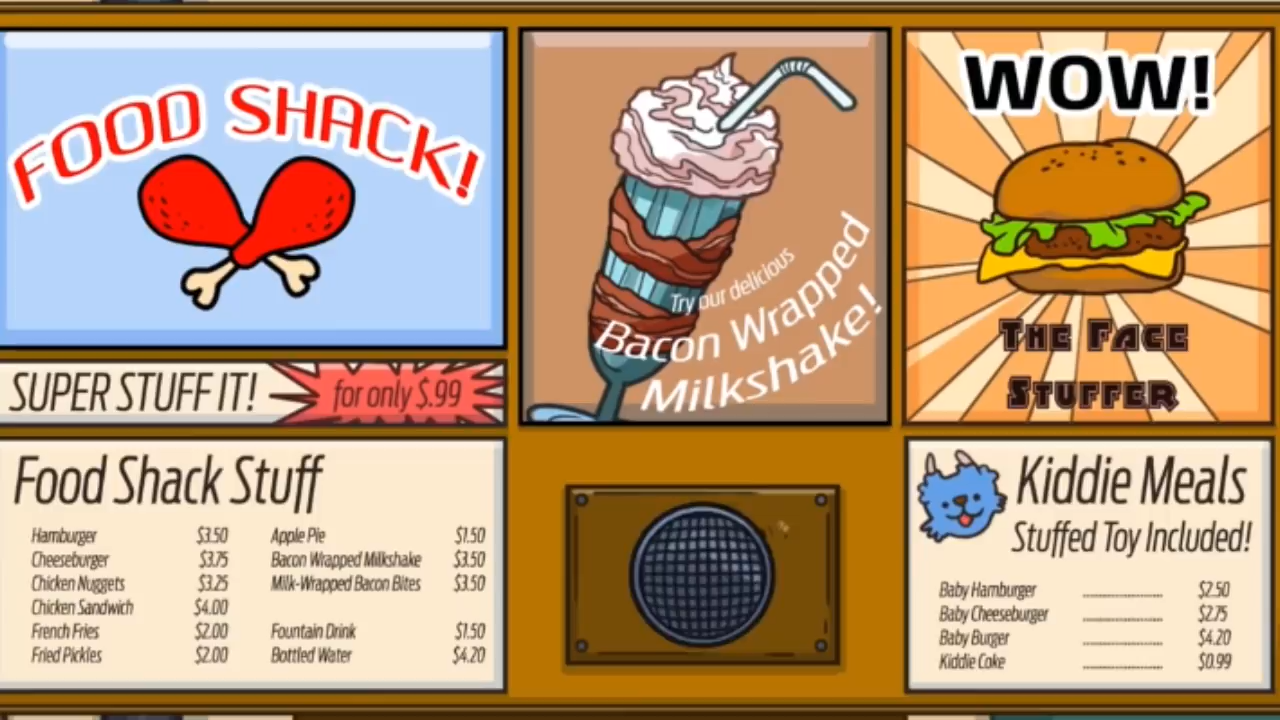 FOOD SHACK!
SUPER STUFF IT! for only $.99
Food Shack Stuff
Hamburger $3.50
Cheeseburger $3.75
Chicken Nuggets $3.25
Chicken Sandwich $4.00
French Fries $2.00
Fried Pickles $2.00
Apple Pie $1.50
Bacon Wrapped Milkshake $3.50
Milk-Wrapped Bacon Bites $3.50
Fountain Drink $1.50
Bottled Water $4.20
Try our delicious
Bacon Wrapped
Milkshake!
WOW!
The Face
Stuffer
Kiddie Meals
Stuffed Toy Included!
Baby Hamburger .......................... $2.50
Baby Cheeseburger .......................... $2.75
Baby Burger .......................... $4.20
Kiddie Coke .......................... $0.99